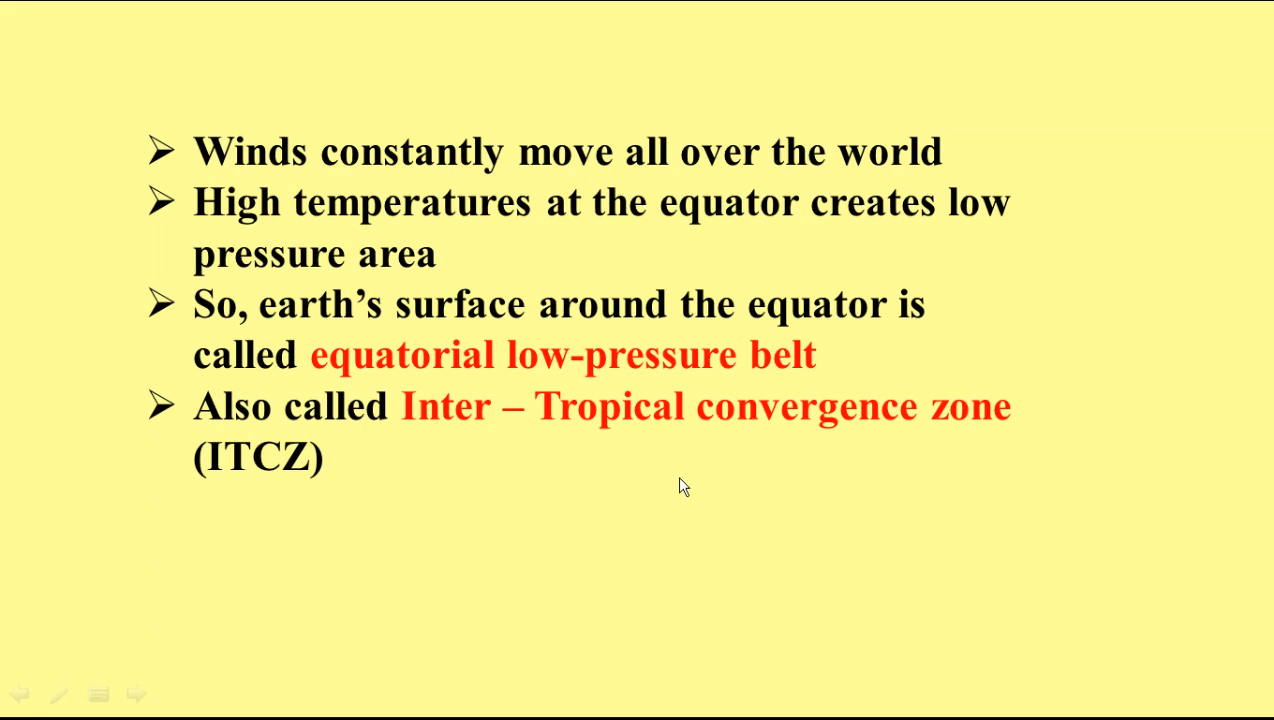 ➢ Winds constantly move all over the world
➢ High temperatures at the equator creates low
pressure area
➢ So, earth’s surface around the equator is
called equatorial low-pressure belt
➢ Also called Inter – Tropical convergence zone
(ITCZ)